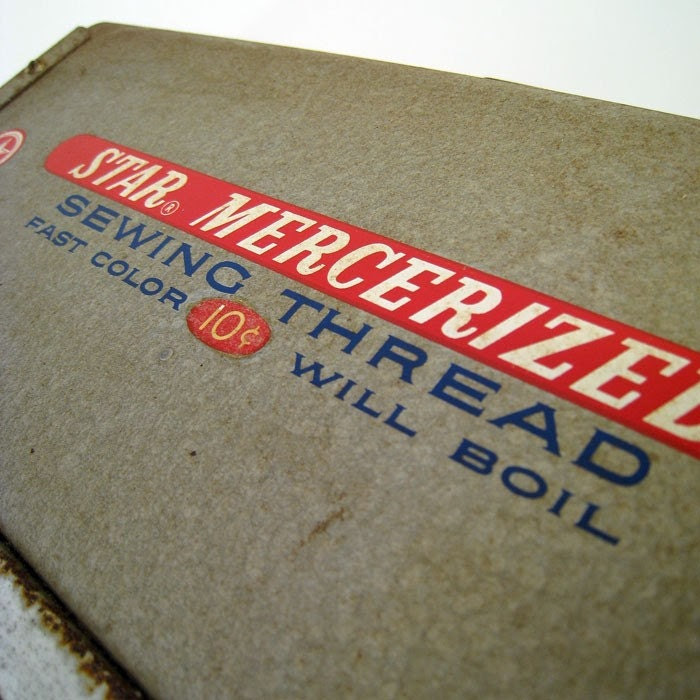 STAR® MERCERIZED
SEWING THREAD
FAST COLOR 10¢ WILL BOIL